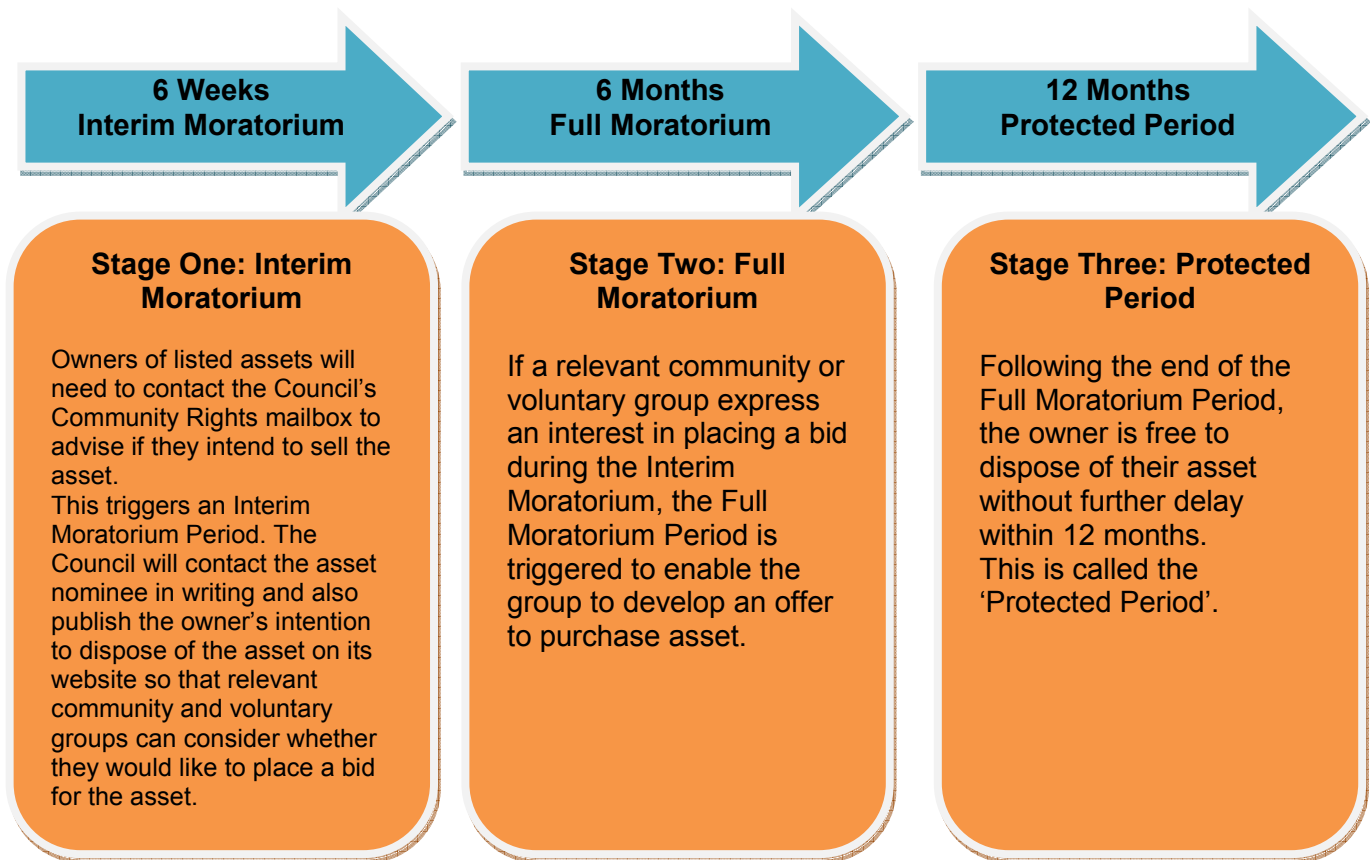 6 Weeks
Interim Moratorium
6 Months
Full Moratorium
12 Months
Protected Period
Stage One: Interim
Moratorium
Owners of listed assets will
need to contact the Council’s
Community Rights mailbox to
advise if they intend to sell the
asset.
This triggers an Interim
Moratorium Period. The
Council will contact the asset
nominee in writing and also
publish the owner’s intention
to dispose of the asset on its
website so that relevant
community and voluntary
groups can consider whether
they would like to place a bid
for the asset.
Stage Two: Full
Moratorium
If a relevant community or
voluntary group express
an interest in placing a bid
during the Interim
Moratorium, the Full
Moratorium Period is
triggered to enable the
group to develop an offer
to purchase asset.
Stage Three: Protected
Period
Following the end of the
Full Moratorium Period,
the owner is free to
dispose of their asset
without further delay
within 12 months.
This is called the
‘Protected Period’.